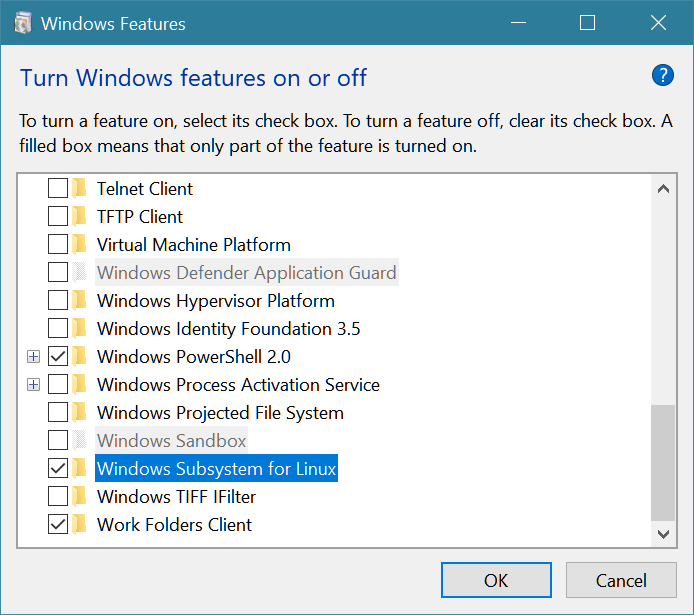 Windows Features
Turn Windows features on or off
?
To turn a feature on, select its check box. To turn a feature off, clear its check box. A
filled box means that only part of the feature is turned on.
Telnet Client
TFTP Client
Virtual Machine Platform
Windows Defender Application Guard
Windows Hypervisor Platform
Windows Identity Foundation 3.5
Windows PowerShell 2.0
Windows Process Activation Service
Windows Projected File System
Windows Sandbox
Windows Subsystem for Linux
Windows TIFF IFilter
Work Folders Client
OK
Cancel